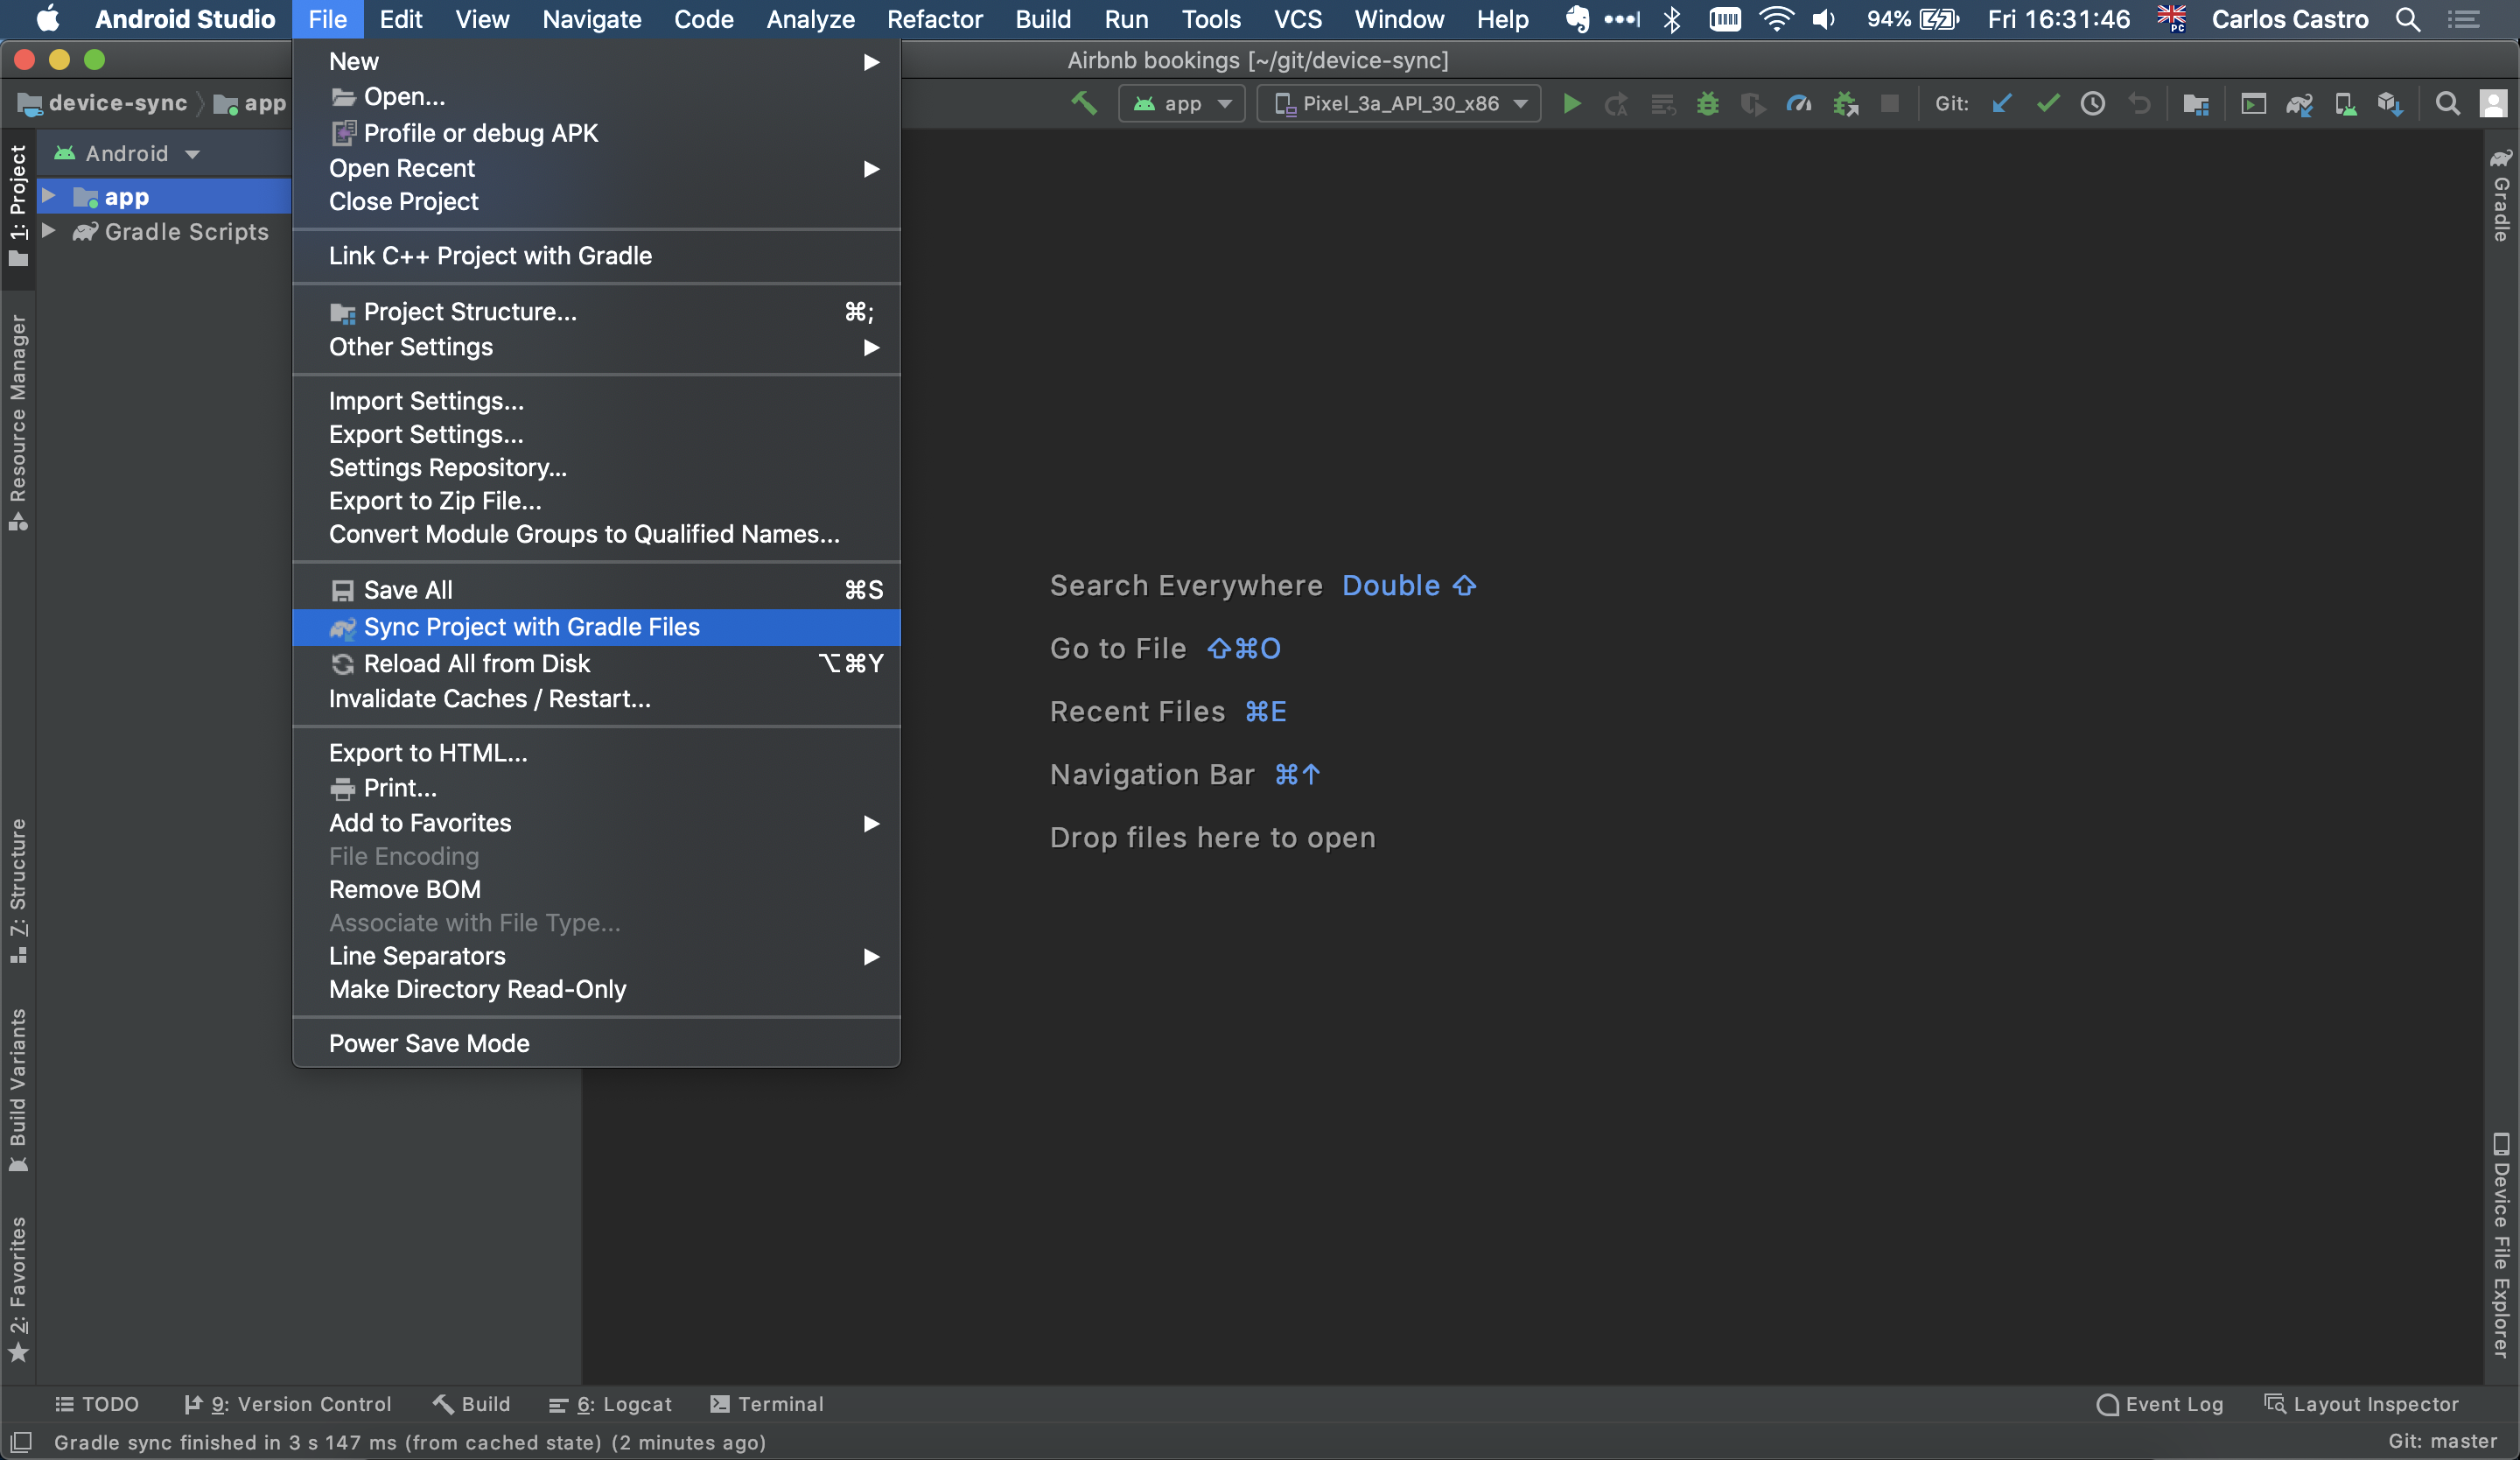 Android Studio File Edit View Navigate Code Analyze Refactor Build Run Tools VCS Window Help 94% Fri 16:31:46 PC Carlos Castro
Airbnb bookings [~/git/device-sync]
device-sync app
app Pixel_3a_API_30_x86 Git:
New
Open...
Profile or debug APK
Open Recent
Close Project
Link C++ Project with Gradle
Project Structure... ⌘;
Other Settings
Import Settings...
Export Settings...
Settings Repository...
Export to Zip File...
Convert Module Groups to Qualified Names...
Save All ⌘S
Sync Project with Gradle Files
Reload All from Disk ⌥⌘Y
Invalidate Caches / Restart...
Export to HTML...
Print...
Add to Favorites
File Encoding
Remove BOM
Associate with File Type...
Line Separators
Make Directory Read-Only
Power Save Mode
Android
app
Gradle Scripts
1: Project
Resource Manager
7: Structure
Build Variants
2: Favorites
Search Everywhere Double ⇧
Go to File ⇧⌘O
Recent Files ⌘E
Navigation Bar ⌘↑
Drop files here to open
Gradle
Device File Explorer
TODO 9: Version Control Build 6: Logcat Terminal Event Log Layout Inspector
Gradle sync finished in 3 s 147 ms (from cached state) (2 minutes ago) Git: master